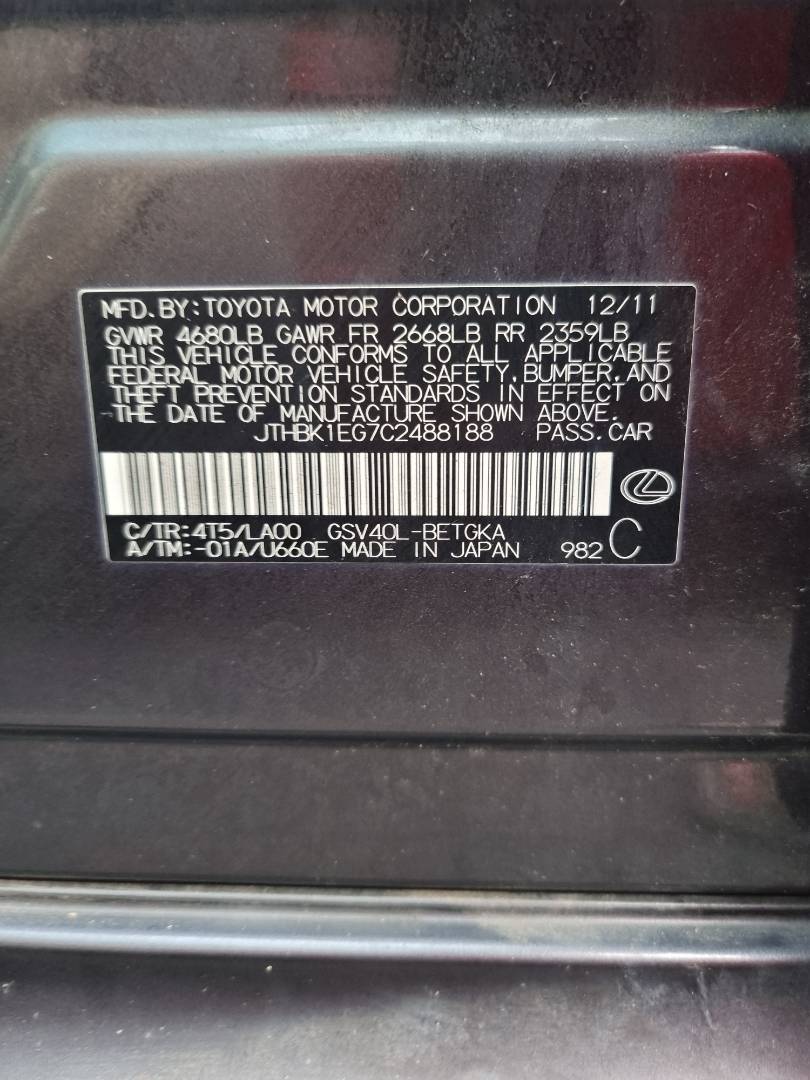 MFD.BY:TOYOTA MOTOR CORPORATION 12/11
GVWR 4680LB GAWR FR 2668LB RR 2359LB
THIS VEHICLE CONFORMS TO ALL APPLICABLE
FEDERAL MOTOR VEHICLE SAFETY,BUMPER,AND
THEFT PREVENTION STANDARDS IN EFFECT ON
THE DATE OF MANUFACTURE SHOWN ABOVE.
JTHBK1EG7C2488188 PASS.CAR
C/TR:4T5/LA00 GSV40L-BETGKA
A/TM:-01A/U660E MADE IN JAPAN 982 C